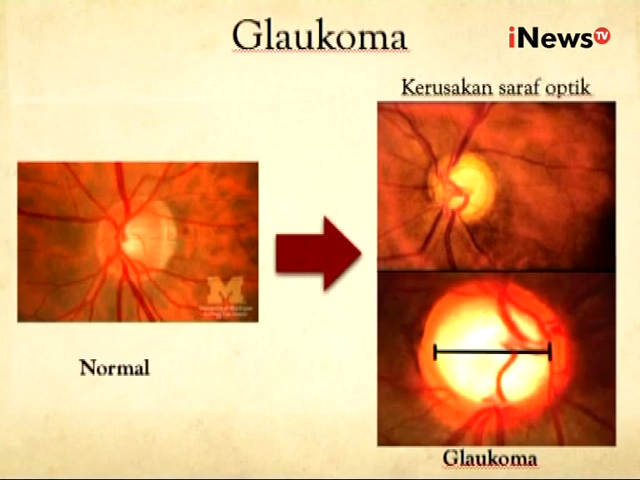 Glaukoma
iNews TV
Kerusakan saraf optik
M
Normal
Glaukoma